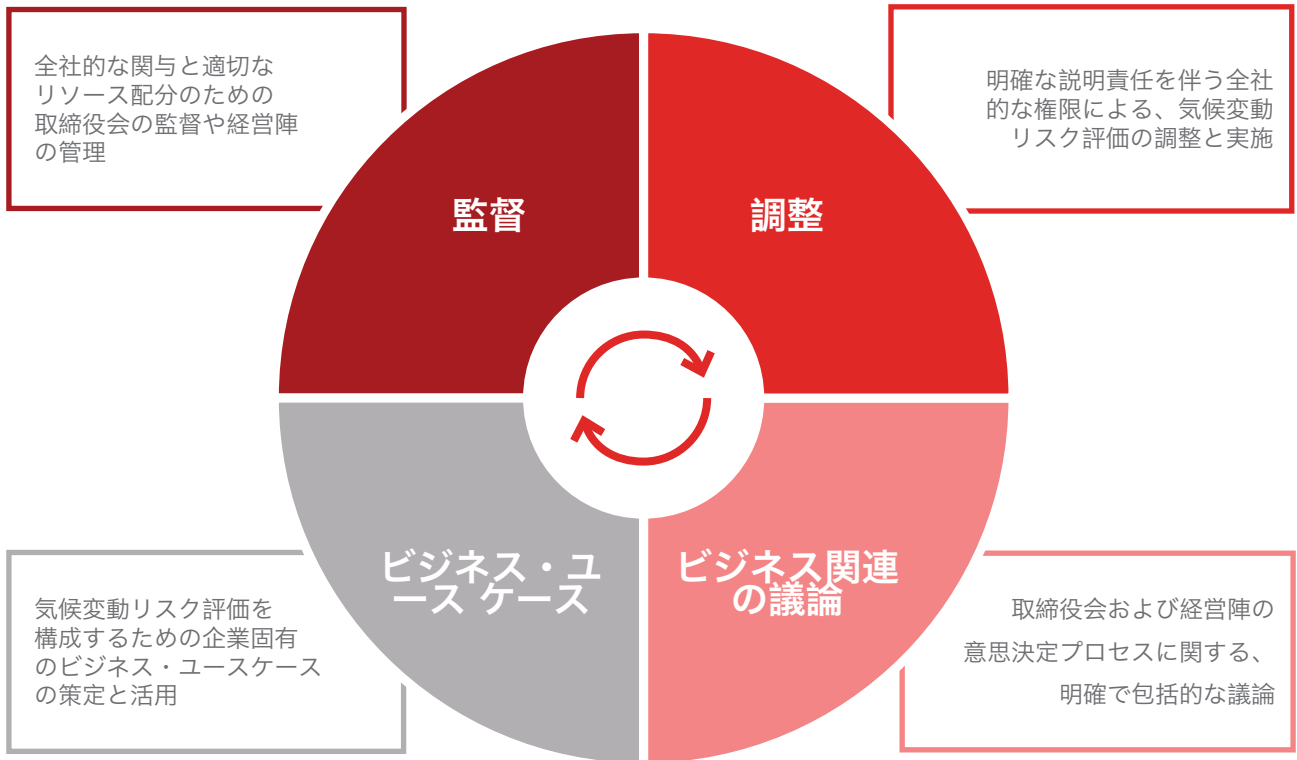 全社的な関与と適切な
リソース配分のための
取締役会の監督や経営陣
の管理
明確な説明責任を伴う全社
的な権限による、気候変動
リスク評価の調整と実施
監督
調整
ビジネス・ユ
ース ケース
ビジネス関連
の議論
気候変動リスク評価を
構成するための企業固有
のビジネス・ユースケース
の策定と活用
取締役会および経営陣の
意思決定プロセスに関する、
明確で包括的な議論